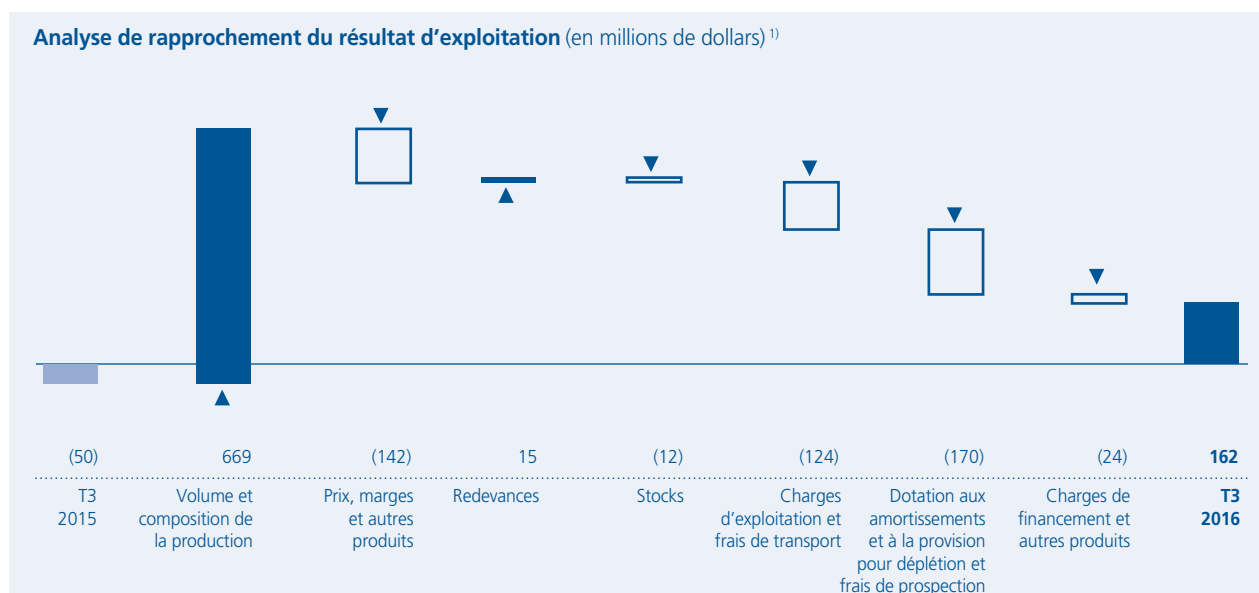 Analyse de rapprochement du résultat d'exploitation (en millions de dollars) 1)
(50) 669 (142) 15 (12) (124) (170) (24) 162
T3
2015
Volume et
composition de
la production
Prix, marges
et autres
produits
Redevances
Stocks
Charges
d'exploitation et
frais de transport
Dotation aux
amortissements
et à la provision
pour déplétion et
frais de prospection
Charges de
financement et
autres produits
T3
2016